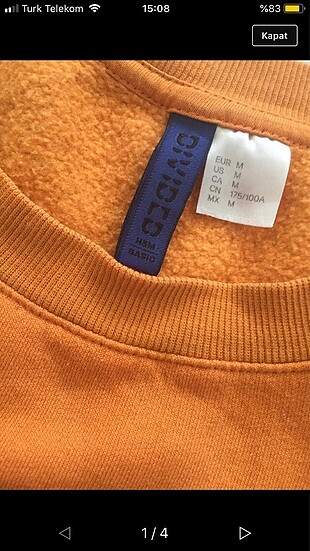 Turk Telekom
15:08
%83
Kapat
DIVIDED
H&M
BASIC
EUR M
US M
CA M
CN 175/100A
MX M
1 / 4